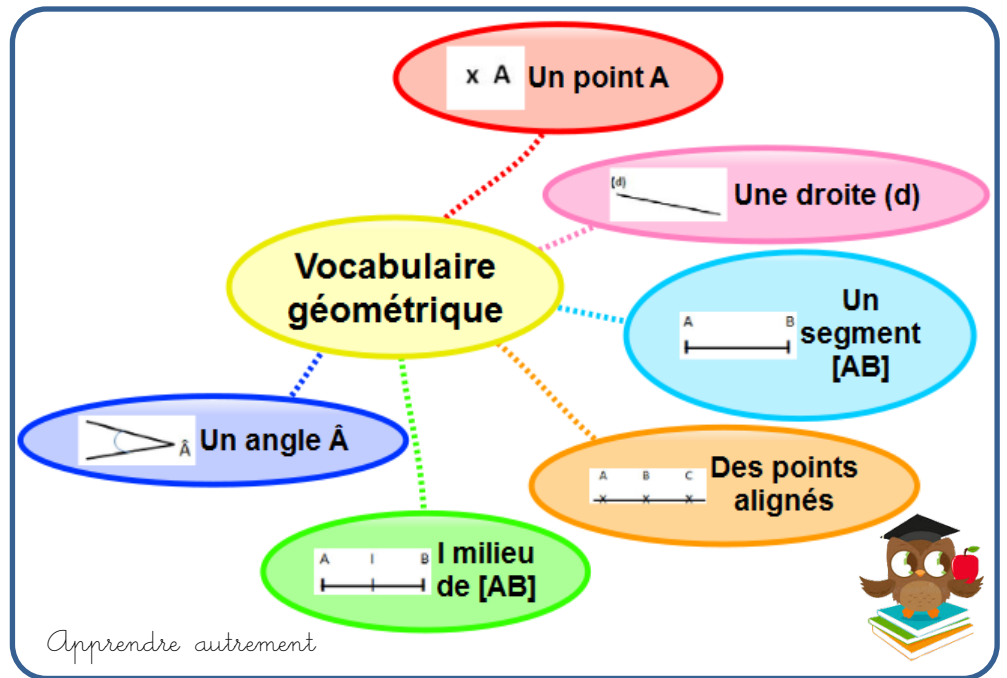 x A Un point A
(d)
Une droite (d)
Vocabulaire
géométrique
A B
Un
segment
[AB]
Â Un angle Â
A B C
x x x
Des points
alignés
A I B
I milieu
de [AB]
Apprendre autrement